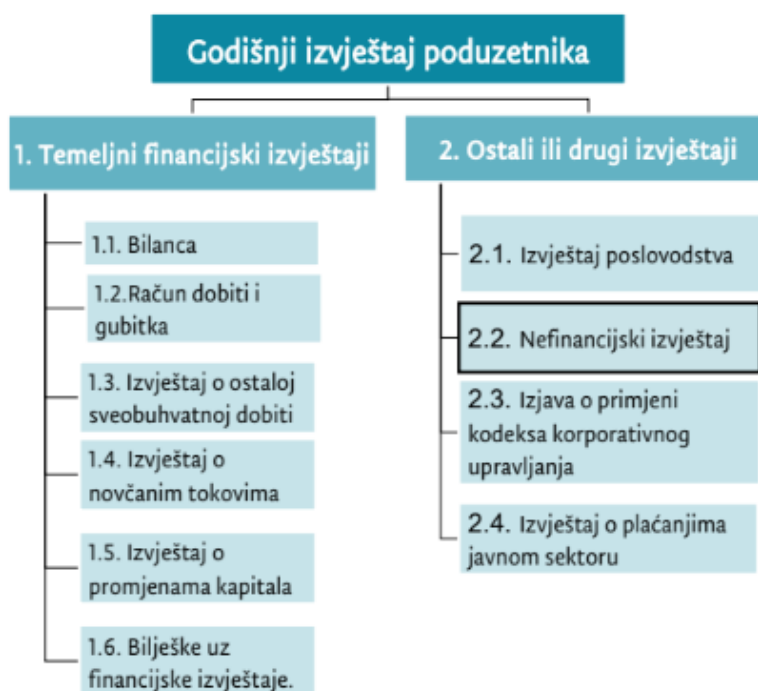 Godišnji izvještaj poduzetnika
1. Temeljni financijski izvještaji
1.1. Bilanca
1.2.Račun dobiti i
gubitka
1.3. Izvještaj o ostaloj
sveobuhvatnoj dobiti
1.4. Izvještaj o
novčanim tokovima
1.5. Izvještaj o
promjenama kapitala
1.6. Bilješke uz
financijske izvještaje.
2. Ostali ili drugi izvještaji
2.1. Izvještaj poslovodstva
2.2. Nefinancijski izvještaj
2.3. Izjava o primjeni
kodeksa korporativnog
upravljanja
2.4. Izvještaj o plaćanjima
javnom sektoru